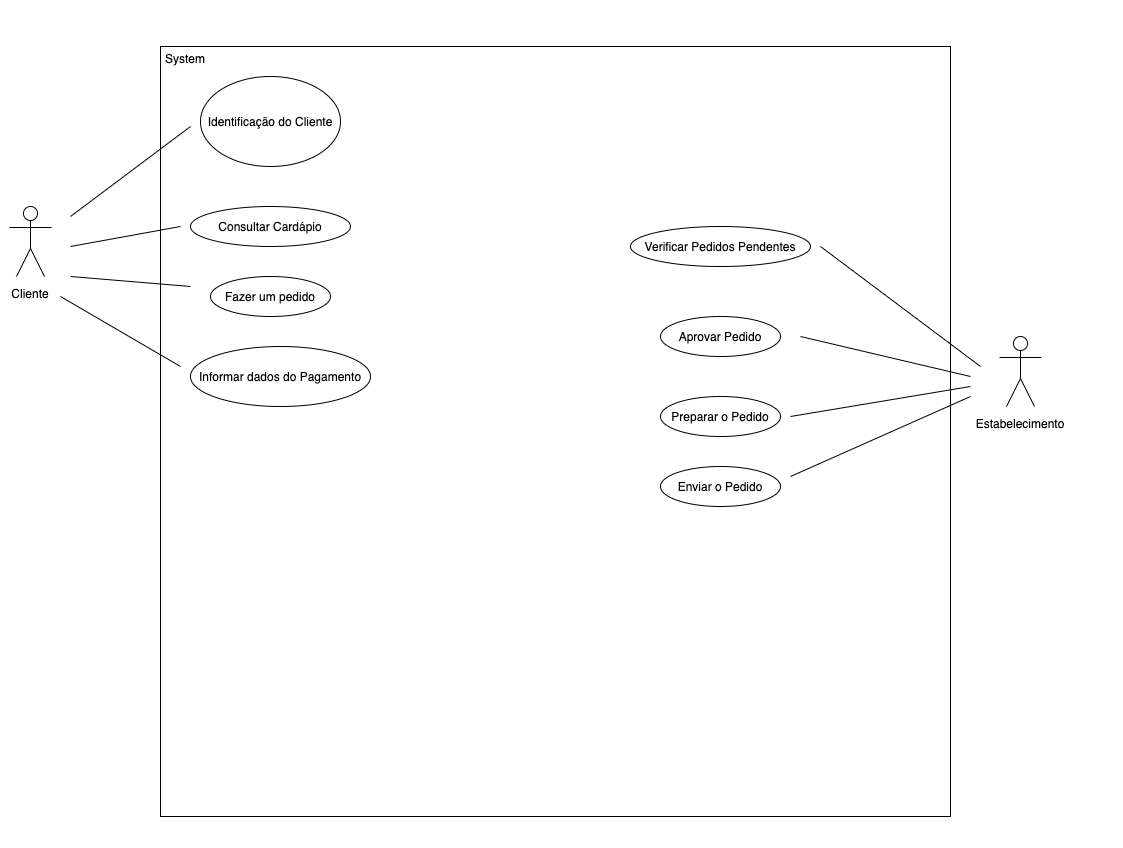 System
Identificação do Cliente
Consultar Cardápio
Fazer um pedido
Informar dados do Pagamento
Cliente
Verificar Pedidos Pendentes
Aprovar Pedido
Preparar o Pedido
Enviar o Pedido
Estabelecimento